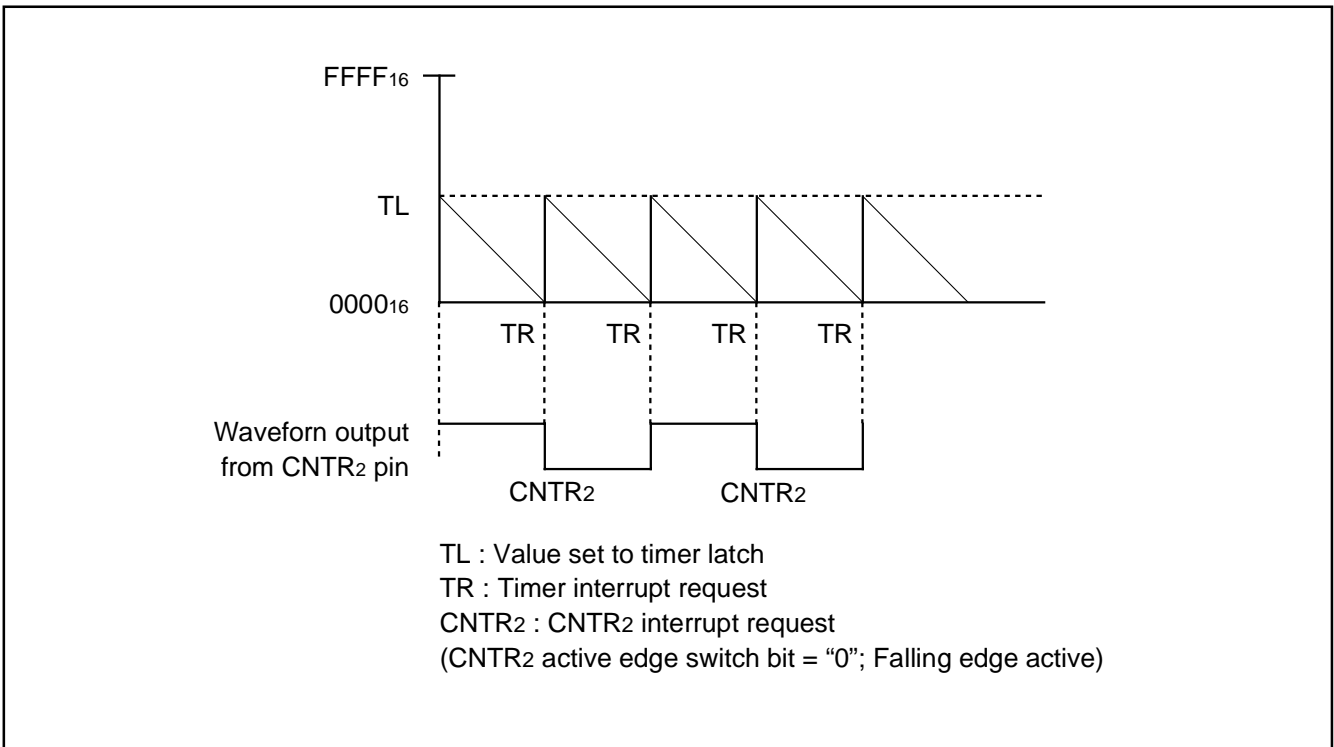 FFFF16
TL
000016
TR TR TR TR
Waveforn output
from CNTR2 pin
CNTR2 CNTR2
TL : Value set to timer latch
TR : Timer interrupt request
CNTR2 : CNTR2 interrupt request
(CNTR2 active edge switch bit = “0”; Falling edge active)